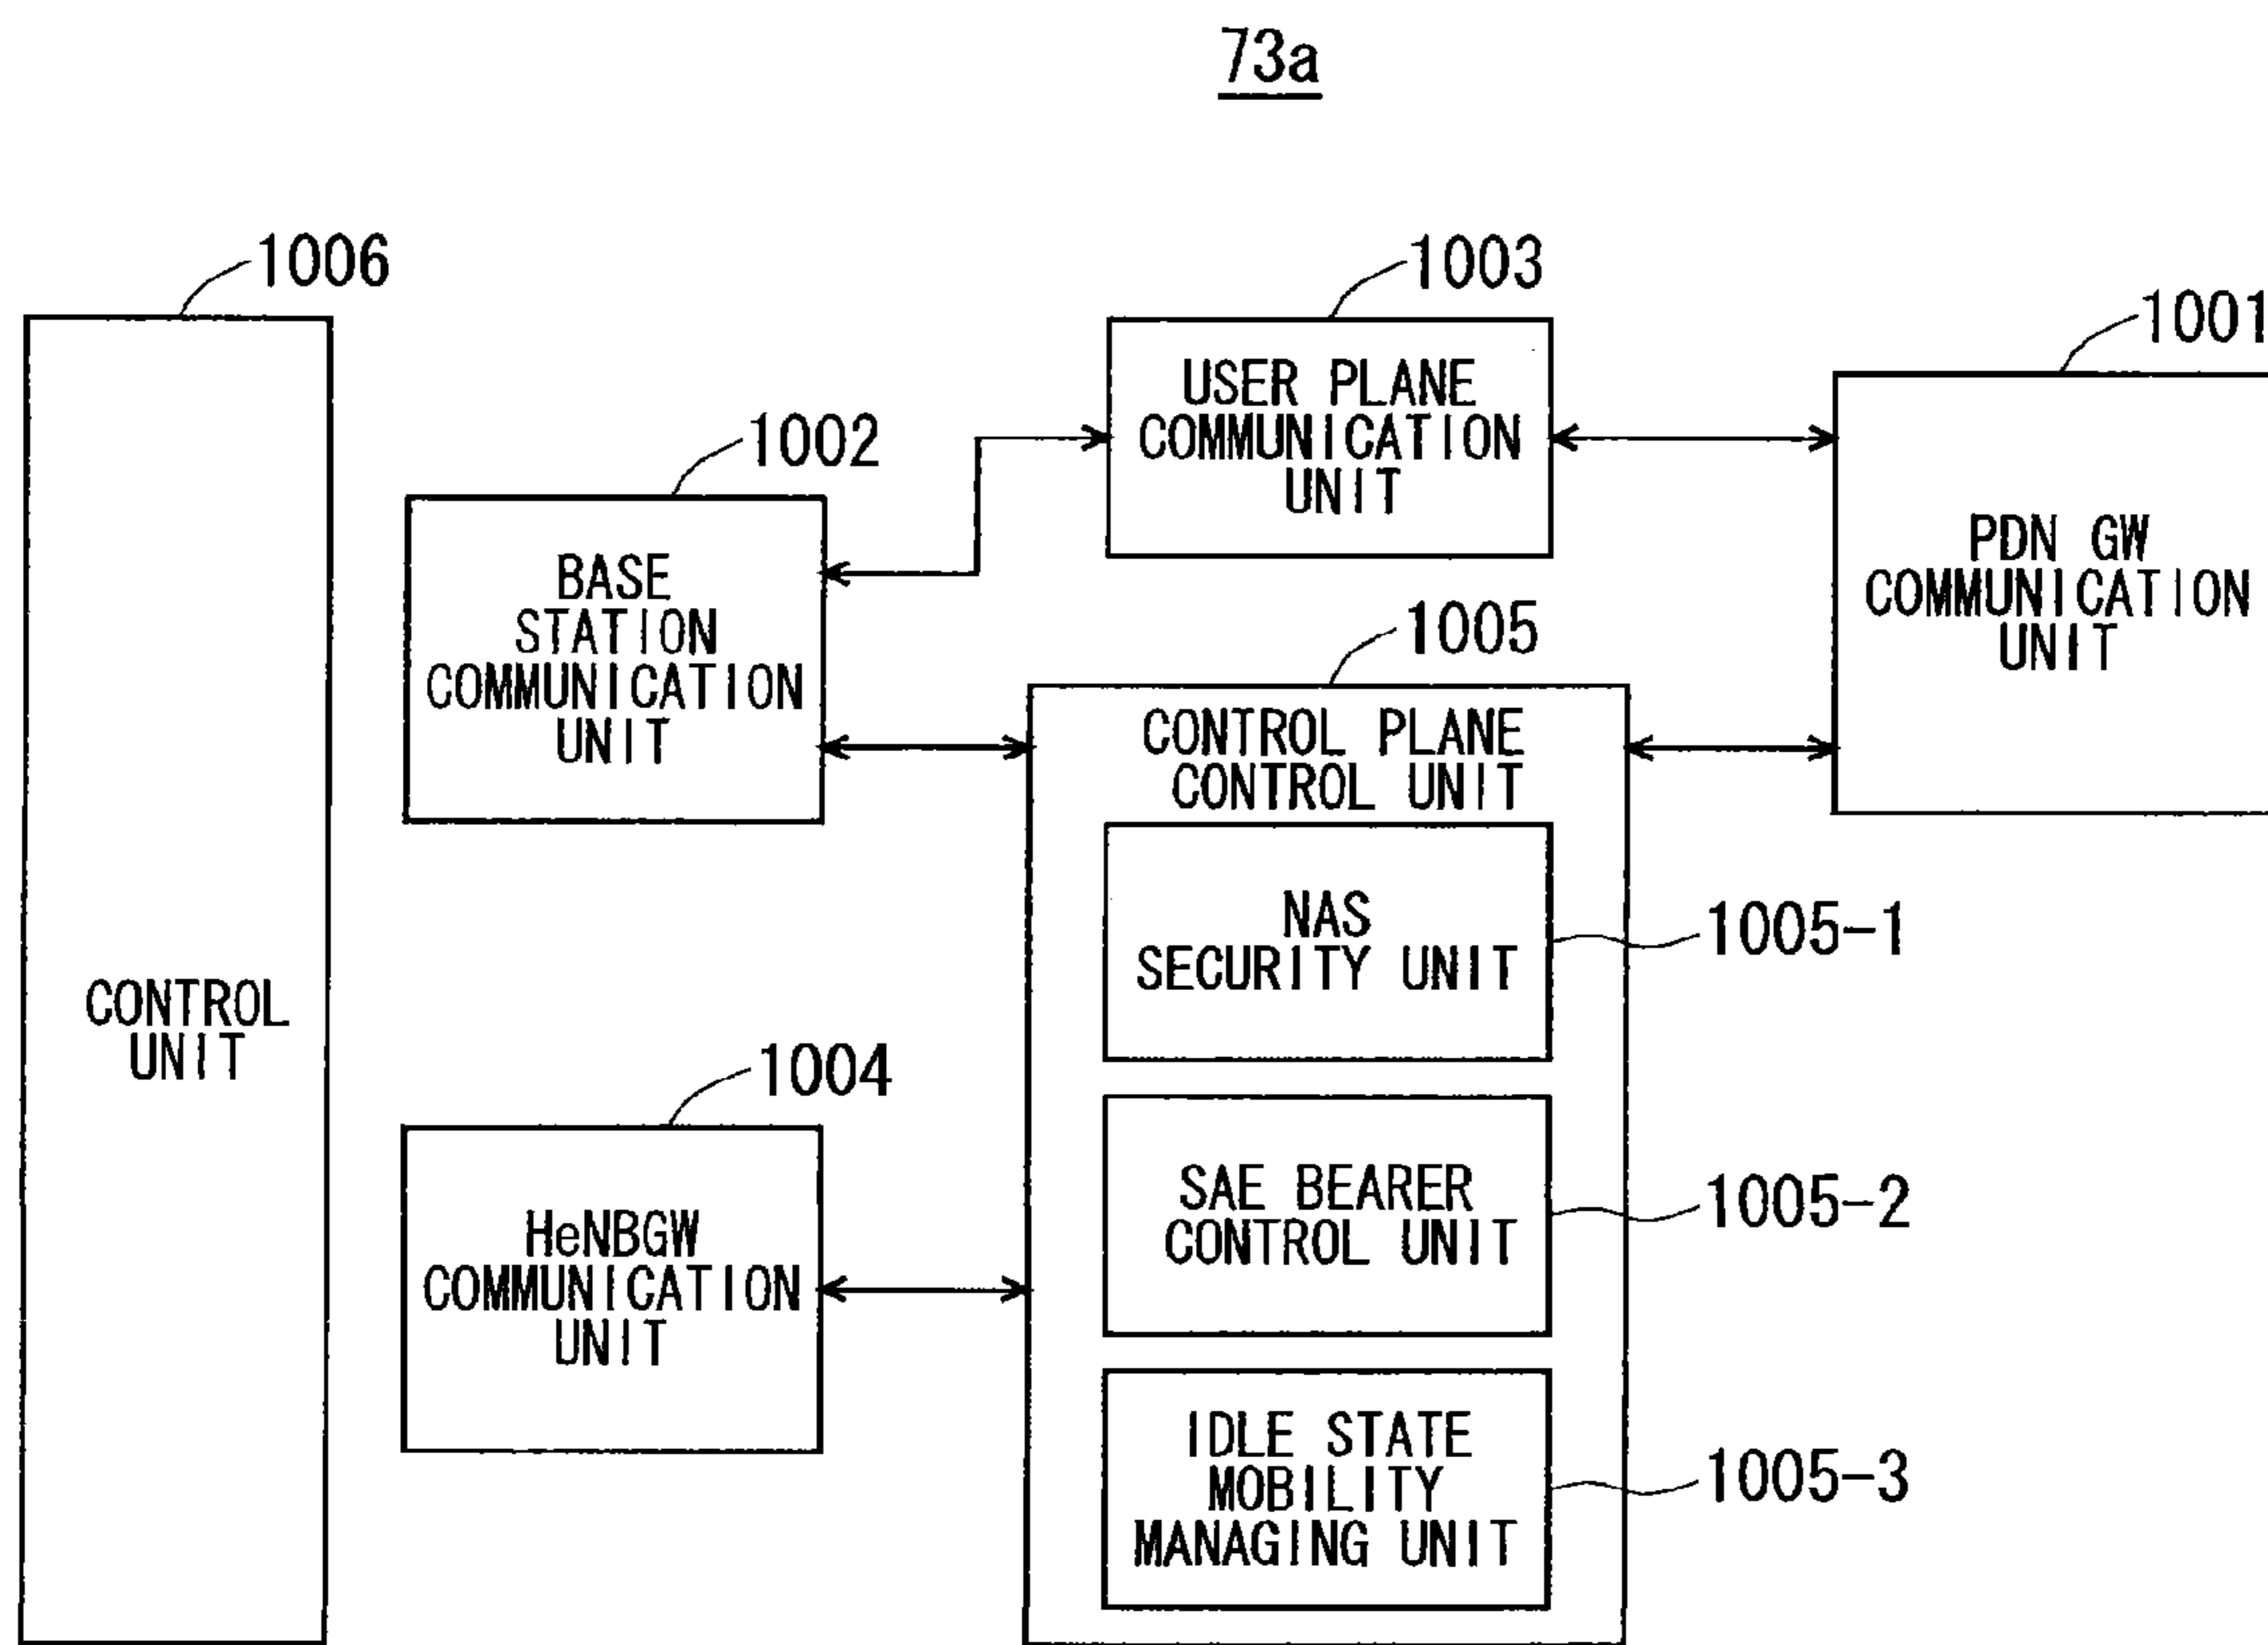 73a
1006
1003
1001
1002
USER PLANE
COMMUNICATION
UNIT
PDN GW
COMMUNICATION
UNIT
BASE
STATION
COMMUNICATION
UNIT
1005
CONTROL PLANE
CONTROL UNIT
NAS
SECURITY UNIT
1005-1
CONTROL
UNIT
1004
SAE BEARER
CONTROL UNIT
1005-2
HeNBGW
COMMUNICATION
UNIT
IDLE STATE
MOBILITY
MANAGING UNIT
1005-3